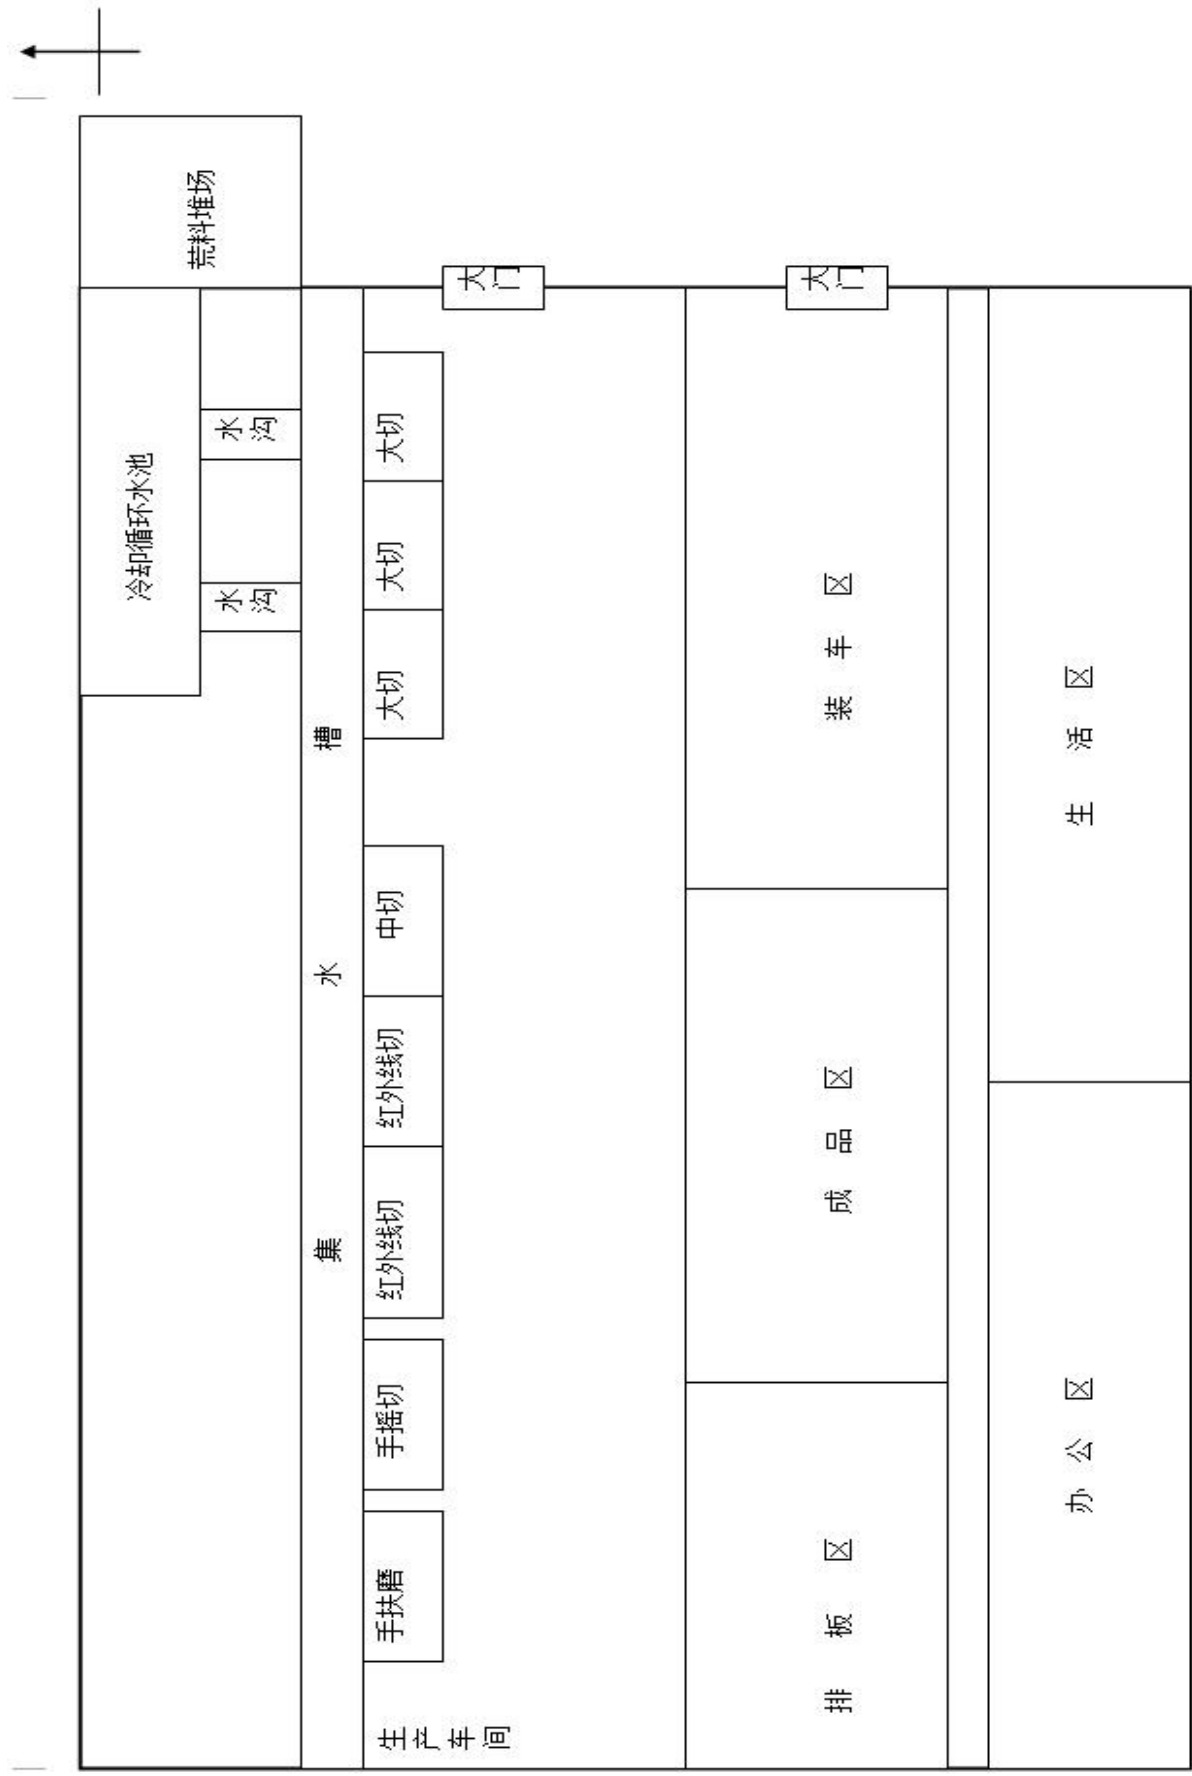 荒料堆场
冷却循环水池
水沟
水沟
集水槽
大门
大门
手扶磨
手摇切
红外线切
红外线切
中切
大切
大切
大切
生产车间
排板区
成品区
装车区
办公区
生活区